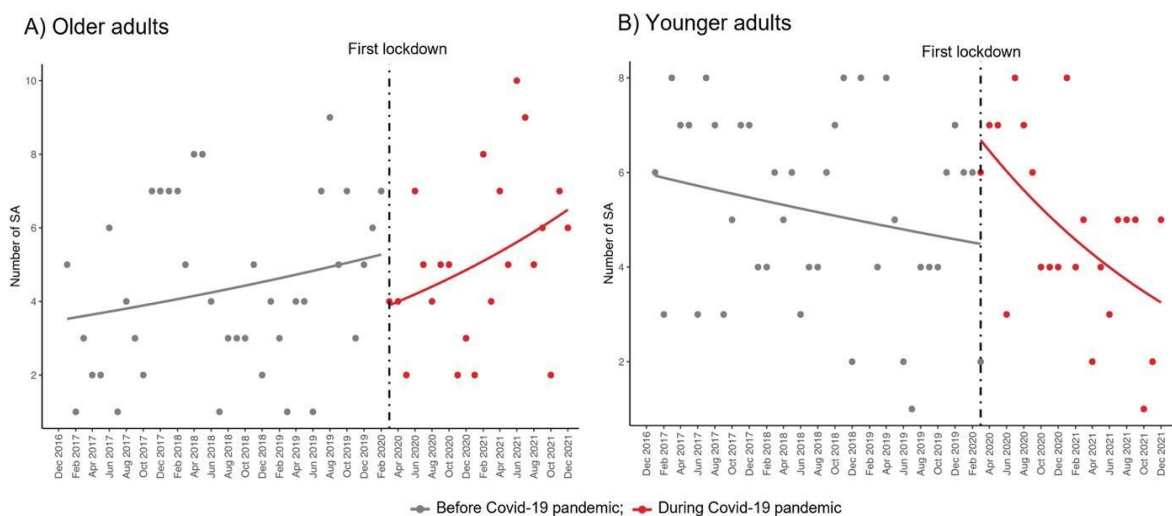 A) Older adults
First lockdown
Number of SA
10
8
6
4
2
Dec 2016
Feb 2017
Apr 2017
Jun 2017
Aug 2017
Oct 2017
Dec 2017
Feb 2018
Apr 2018
Jun 2018
Aug 2018
Oct 2018
Dec 2018
Feb 2019
Apr 2019
Jun 2019
Aug 2019
Oct 2019
Dec 2019
Feb 2020
Apr 2020
Jun 2020
Aug 2020
Oct 2020
Dec 2020
Feb 2021
Apr 2021
Jun 2021
Aug 2021
Oct 2021
Dec 2021
B) Younger adults
First lockdown
Number of SA
8
6
4
2
Dec 2016
Feb 2017
Apr 2017
Jun 2017
Aug 2017
Oct 2017
Dec 2017
Feb 2018
Apr 2018
Jun 2018
Aug 2018
Oct 2018
Dec 2018
Feb 2019
Apr 2019
Jun 2019
Aug 2019
Oct 2019
Dec 2019
Feb 2020
Apr 2020
Jun 2020
Aug 2020
Oct 2020
Dec 2020
Feb 2021
Apr 2021
Jun 2021
Aug 2021
Oct 2021
Dec 2021
Before Covid-19 pandemic; During Covid-19 pandemic